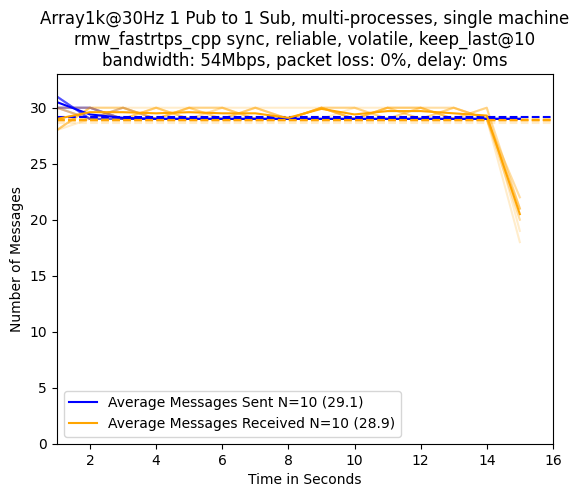 Array1k@30Hz 1 Pub to 1 Sub, multi-processes, single machine
rmw_fastrtps_cpp sync, reliable, volatile, keep_last@10
bandwidth: 54Mbps, packet loss: 0%, delay: 0ms
Number of Messages
30
25
20
15
10
5
0
Average Messages Sent N=10 (29.1)
Average Messages Received N=10 (28.9)
2 4 6 8 10 12 14 16
Time in Seconds